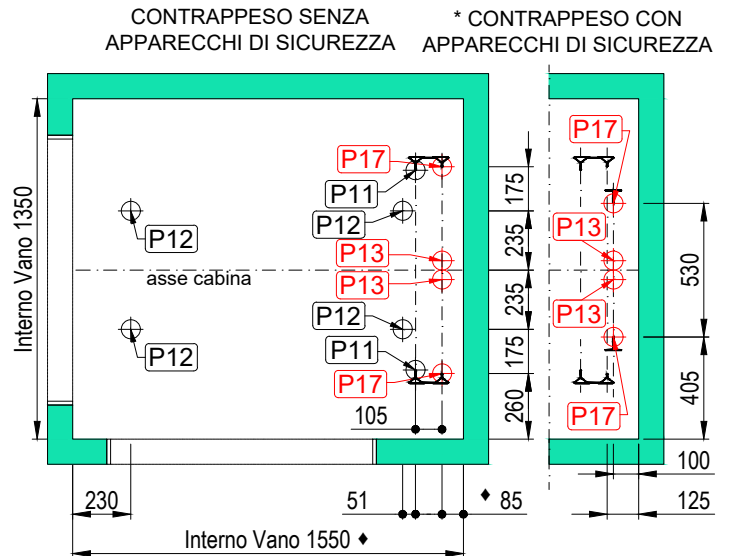 CONTRAPPESO SENZA
APPARECCHI DI SICUREZZA
* CONTRAPPESO CON
APPARECCHI DI SICUREZZA
Interno Vano 1350
P17
P11
P12
P12
P13
asse cabina
P13
P12
P12
P11
P17
105
175
235
235
175
260
P17
P13
P13
P17
530
405
100
230
51
♦ 85
125
Interno Vano 1550 ♦